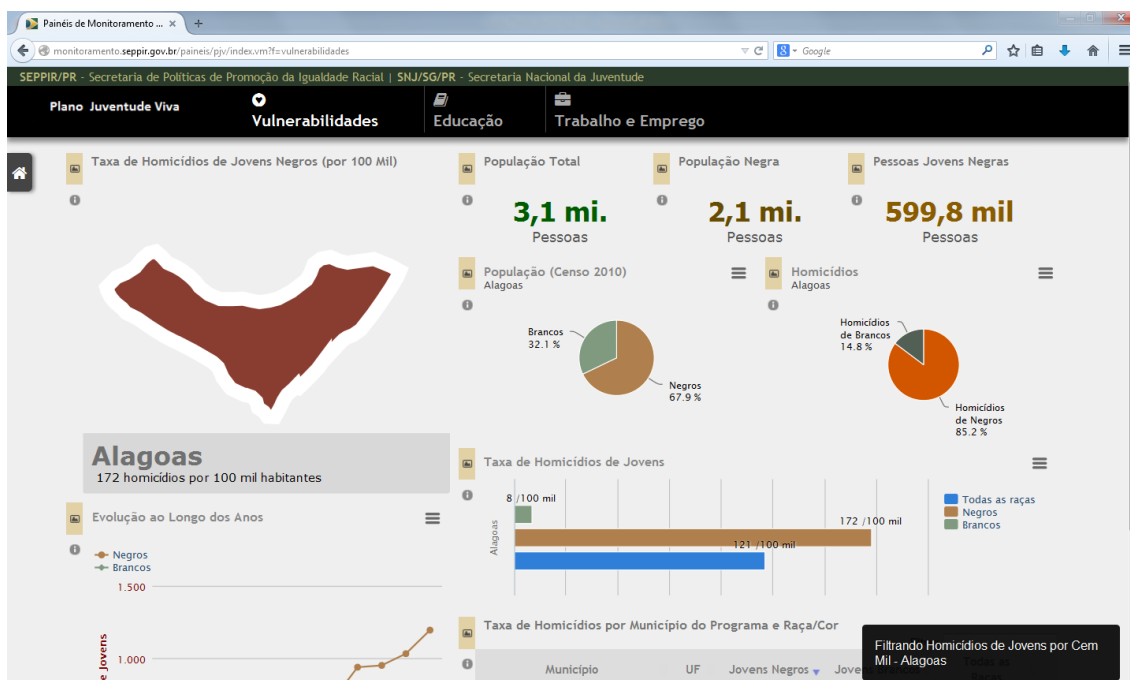 Painéis de Monitoramento ...
monitoramento.seppir.gov.br/paineis/pjv/index.vm?f=vulnerabilidades
Google
SEPPIR/PR - Secretaria de Políticas de Promoção da Igualdade Racial | SNJ/SG/PR - Secretaria Nacional da Juventude
Plano Juventude Viva
Vulnerabilidades
Educação
Trabalho e Emprego
Taxa de Homicídios de Jovens Negros (por 100 Mil)
População Total
População Negra
Pessoas Jovens Negras
3,1 mi.
Pessoas
2,1 mi.
Pessoas
599,8 mil
Pessoas
População (Censo 2010)
Alagoas
Homicídios
Alagoas
Brancos
32.1 %
Negros
67.9 %
Homicídios
de Brancos
14.8 %
Homicídios
de Negros
85.2 %
Alagoas
172 homicídios por 100 mil habitantes
Taxa de Homicídios de Jovens
8 /100 mil
172 /100 mil
121 /100 mil
Alagoas
Todas as raças
Negros
Brancos
Evolução ao Longo dos Anos
Negros
Brancos
1.500
1.000
Jovens
Taxa de Homicídios por Município do Programa e Raça/Cor
Município
UF
Jovens Negros
Filtrando Homicídios de Jovens por Cem
Mil - Alagoas